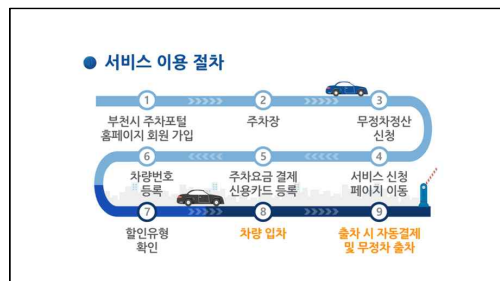 서비스 이용 절차
1
부천시 주차포털
홈페이지 회원 가입
2
주차장
3
무정차정산
신청
4
서비스 신청
페이지 이동
5
주차요금 결제
신용카드 등록
6
차량번호
등록
7
할인유형
확인
8
차량 입차
9
출차 시 자동결제
및 무정차 출차